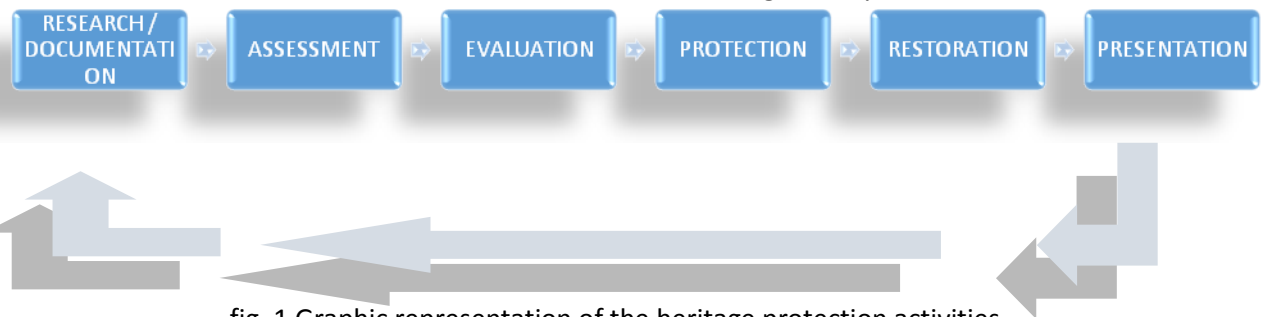 RESEARCH/
DOCUMENTATI
ON
ASSESSMENT
EVALUATION
PROTECTION
RESTORATION
PRESENTATION
fig. 1 Graphic representation of the heritage protection activities